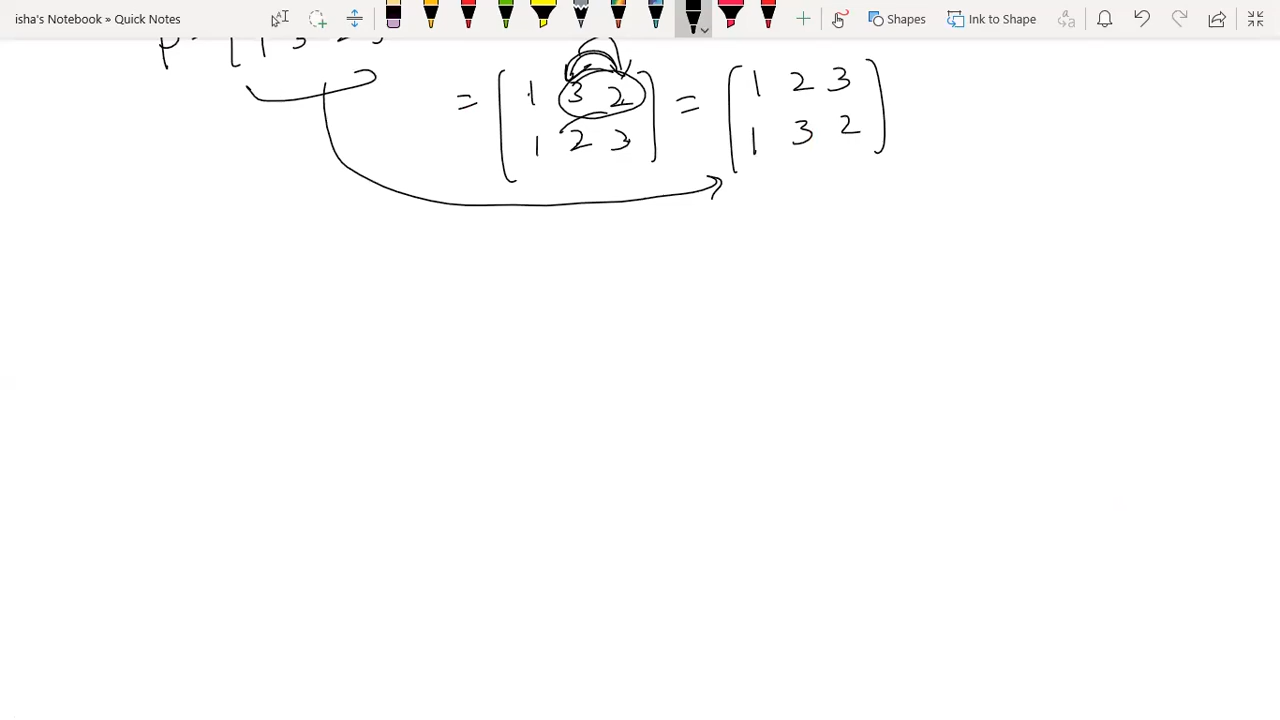 isha's Notebook » Quick Notes
Shapes
Ink to Shape
= [ 1 3 2 ] = [ 1 2 3 ]
1 2 3 1 3 2